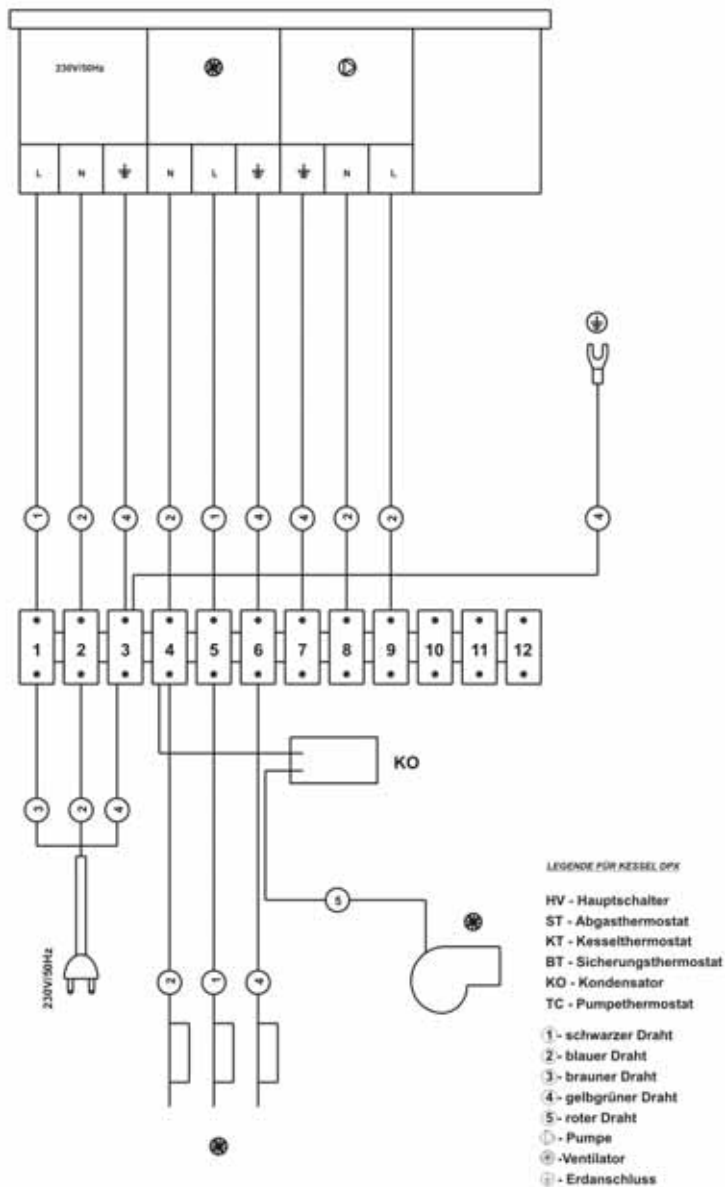 230V/50Hz
L N N L N L
1 2 4 2 1 4 4 2 2 4
1 2 3 4 5 6 7 8 9 10 11 12
KO
3 2 4
5
230V/50Hz
2 1 4
LEGENDE FÜR KESSEL DPX
HV - Hauptschalter
ST - Abgasthermostat
KT - Kesselthermostat
BT - Sicherungsthermostat
KO - Kondensator
TC - Pumpethermostat
1 - schwarzer Draht
2 - blauer Draht
3 - brauner Draht
4 - gelbgrüner Draht
5 - roter Draht
- Pumpe
-Ventilator
- Erdanschluss